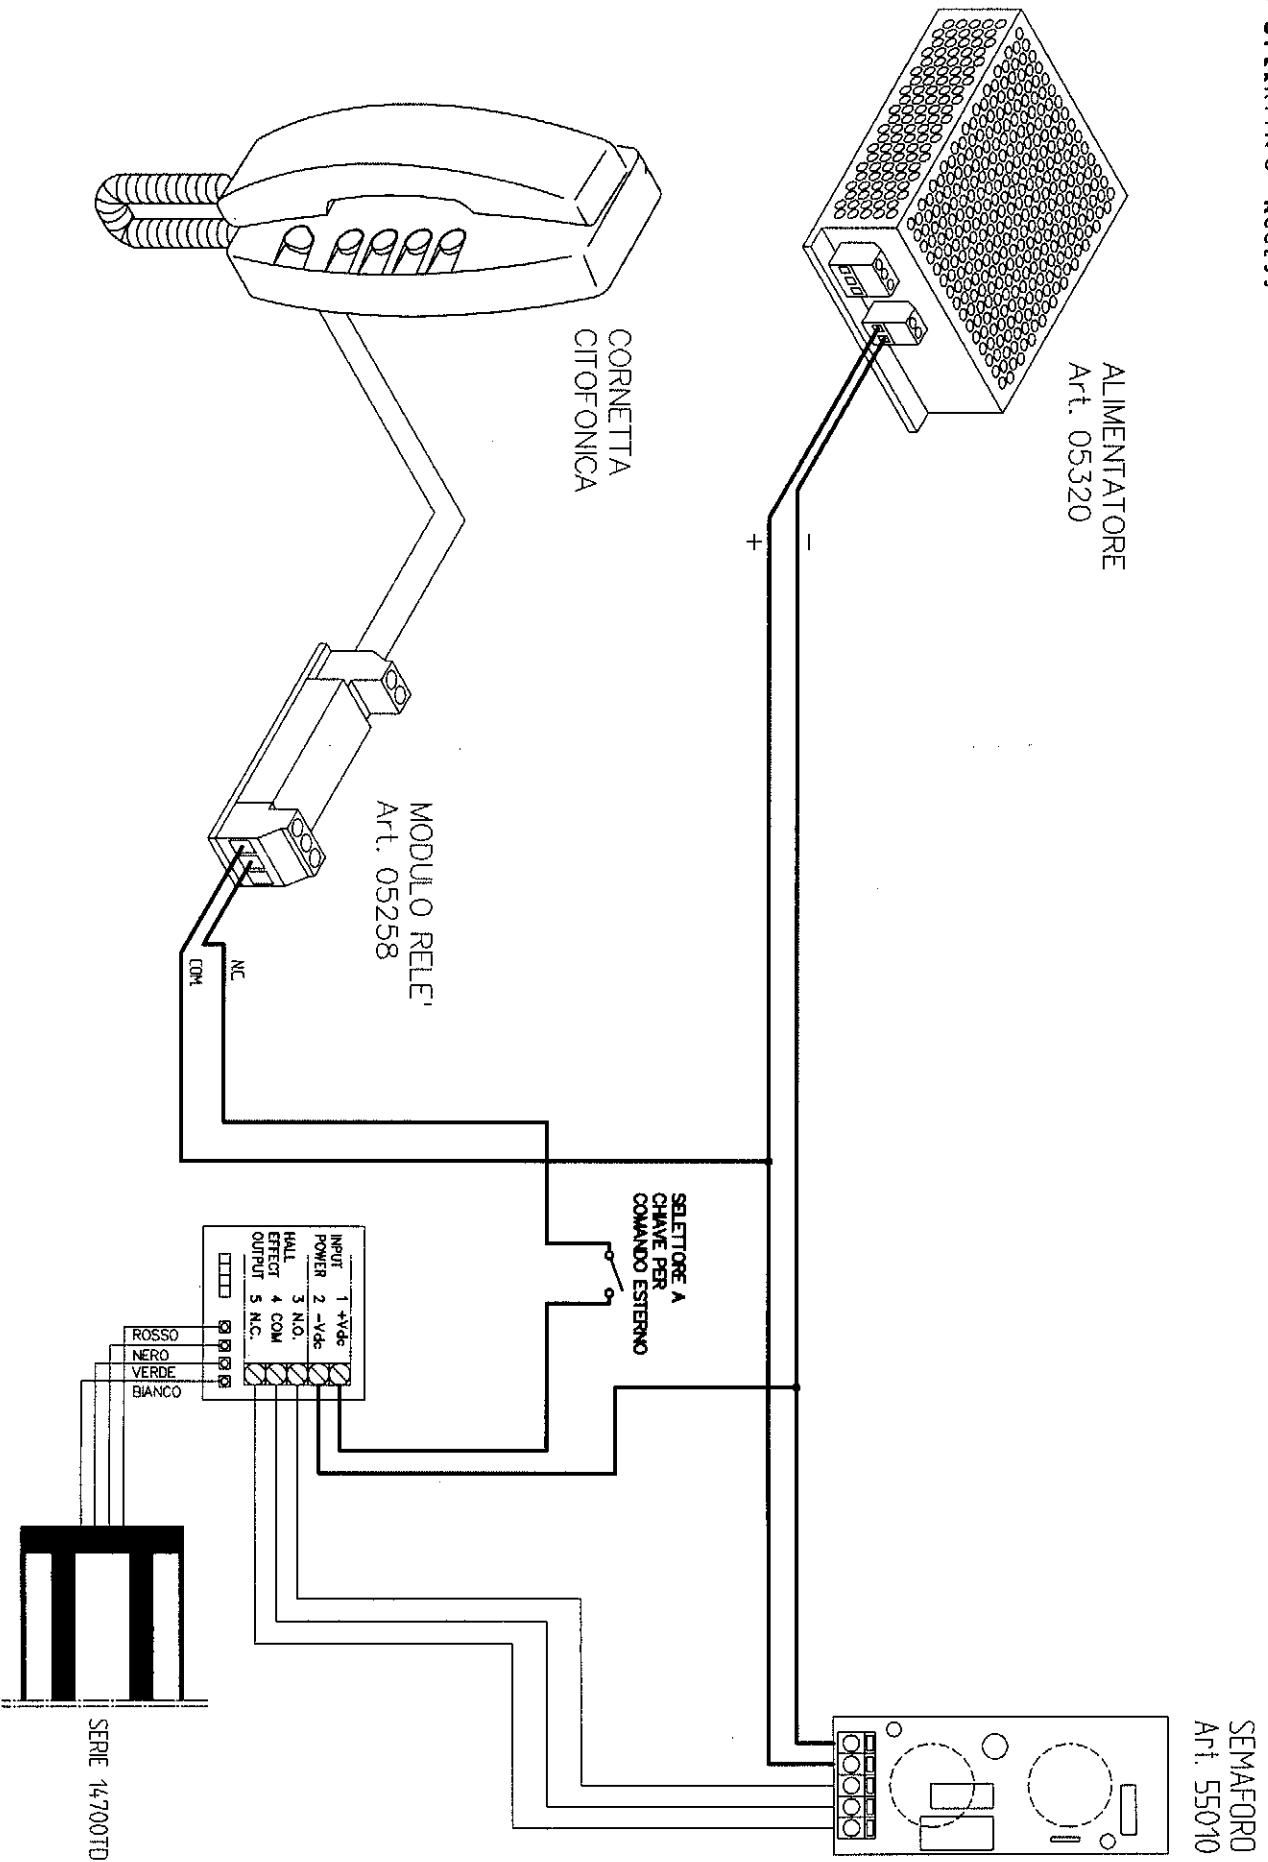 ALIMENTATORE
Art. 05320
+
-
CORNETTA
CITOFONICA
MODULO RELE'
Art. 05258
NC
COM
SELETTORE A
CHIAVE PER
COMANDO ESTERNO
INPUT
POWER
1 +Vdc
2 -Vdc
HALL
EFFECT
OUTPUT
3 N.O.
4 COM
5 N.C.
ROSSO
NERO
VERDE
BIANCO
SERIE 14700TD
SEMAFORO
Art. 55010